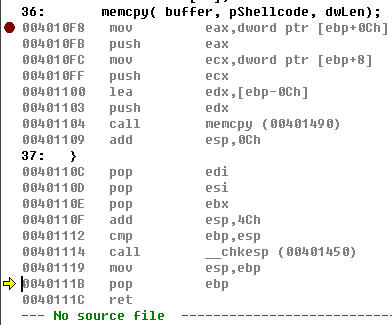 36:      memcpy( buffer, pShellcode, dwLen);
004010F8   mov         eax,dword ptr [ebp+0Ch]
004010FB   push        eax
004010FC   mov         ecx,dword ptr [ebp+8]
004010FF   push        ecx
00401100   lea         edx,[ebp-0Ch]
00401103   push        edx
00401104   call        memcpy (00401490)
00401109   add         esp,0Ch
37:   }
0040110C   pop         edi
0040110D   pop         esi
0040110E   pop         ebx
0040110F   add         esp,4Ch
00401112   cmp         ebp,esp
00401114   call        __chkesp (00401450)
00401119   mov         esp,ebp
0040111B   pop         ebp
0040111C   ret
--- No source file  ---------------------